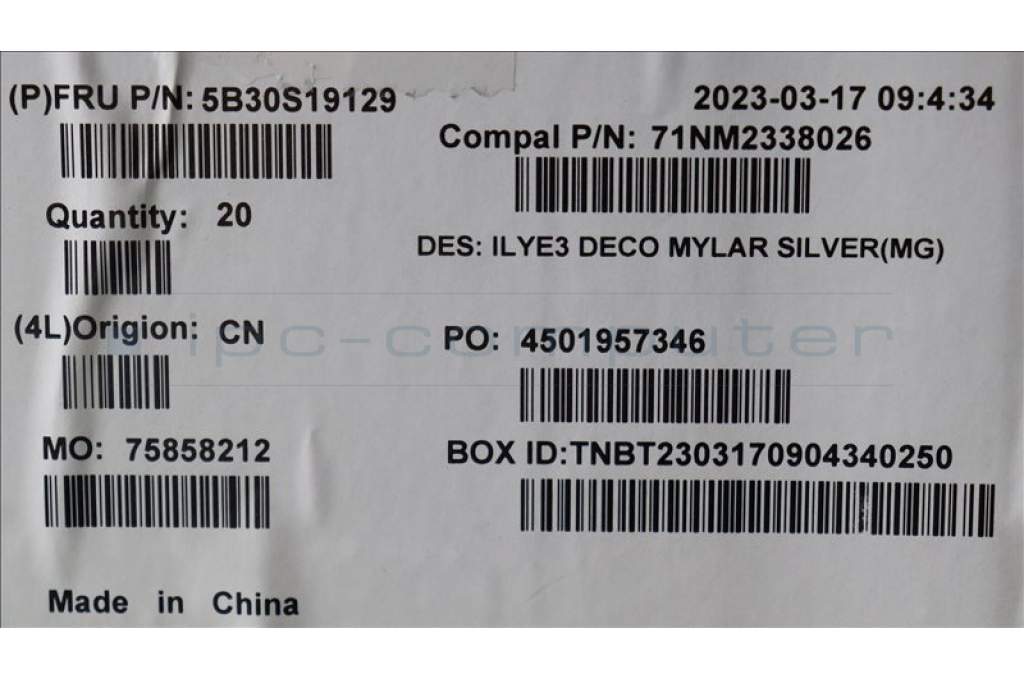 (P)FRU P/N: 5B30S19129
2023-03-17 09:4:34
Compal P/N: 71NM2338026
Quantity: 20
DES: ILYE3 DECO MYLAR SILVER(MG)
(4L)Origion: CN
ipc-computer
PO: 4501957346
MO: 75858212
BOX ID:TNBT2303170904340250
Made in China